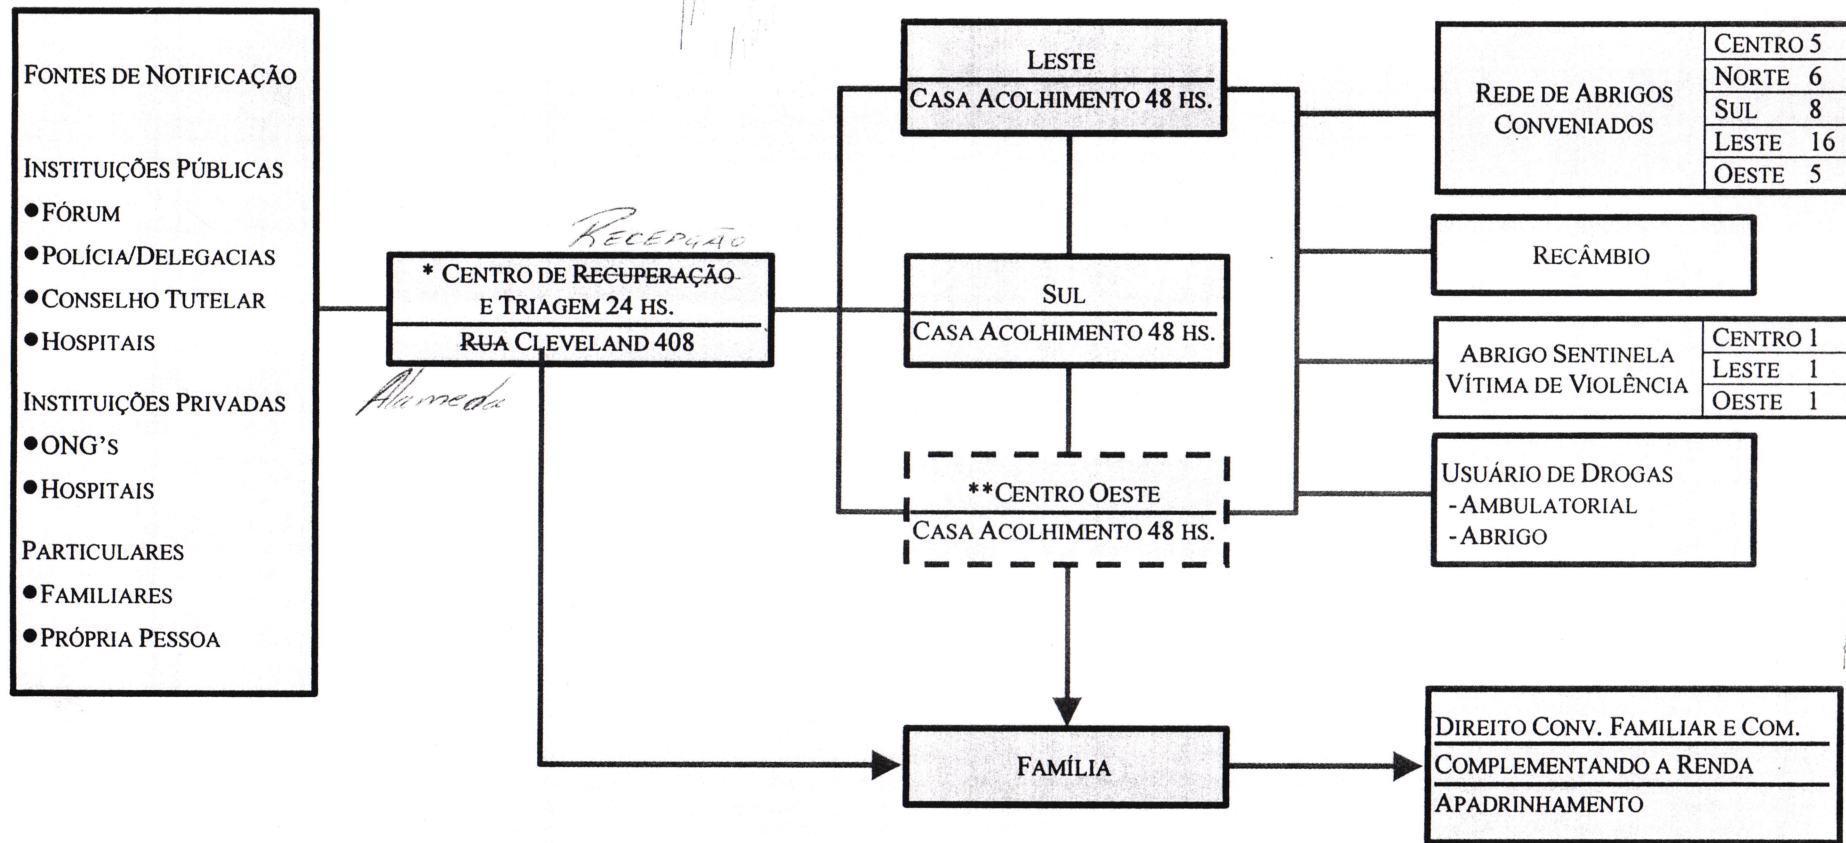 FONTES DE NOTIFICAÇÃO
INSTITUIÇÕES PÚBLICAS
●FÓRUM
●POLÍCIA/DELEGACIAS
●CONSELHO TUTELAR
●HOSPITAIS
INSTITUIÇÕES PRIVADAS
●ONG'S
●HOSPITAIS
PARTICULARES
●FAMILIARES
●PRÓPRIA PESSOA
RECEPÇÃO
* CENTRO DE RECUPERAÇÃO
E TRIAGEM 24 HS.
RUA CLEVELAND 408
Alameda
LESTE
CASA ACOLHIMENTO 48 HS.
SUL
CASA ACOLHIMENTO 48 HS.
**CENTRO OESTE
CASA ACOLHIMENTO 48 HS.
FAMÍLIA
REDE DE ABRIGOS
CONVENIADOS
CENTRO 5
NORTE 6
SUL 8
LESTE 16
OESTE 5
RECÂMBIO
ABRIGO SENTINELA
VÍTIMA DE VIOLÊNCIA
CENTRO 1
LESTE 1
OESTE 1
USUÁRIO DE DROGAS
-AMBULATORIAL
-ABRIGO
DIREITO CONV. FAMILIAR E COM.
COMPLEMENTANDO A RENDA
APADRINHAMENTO